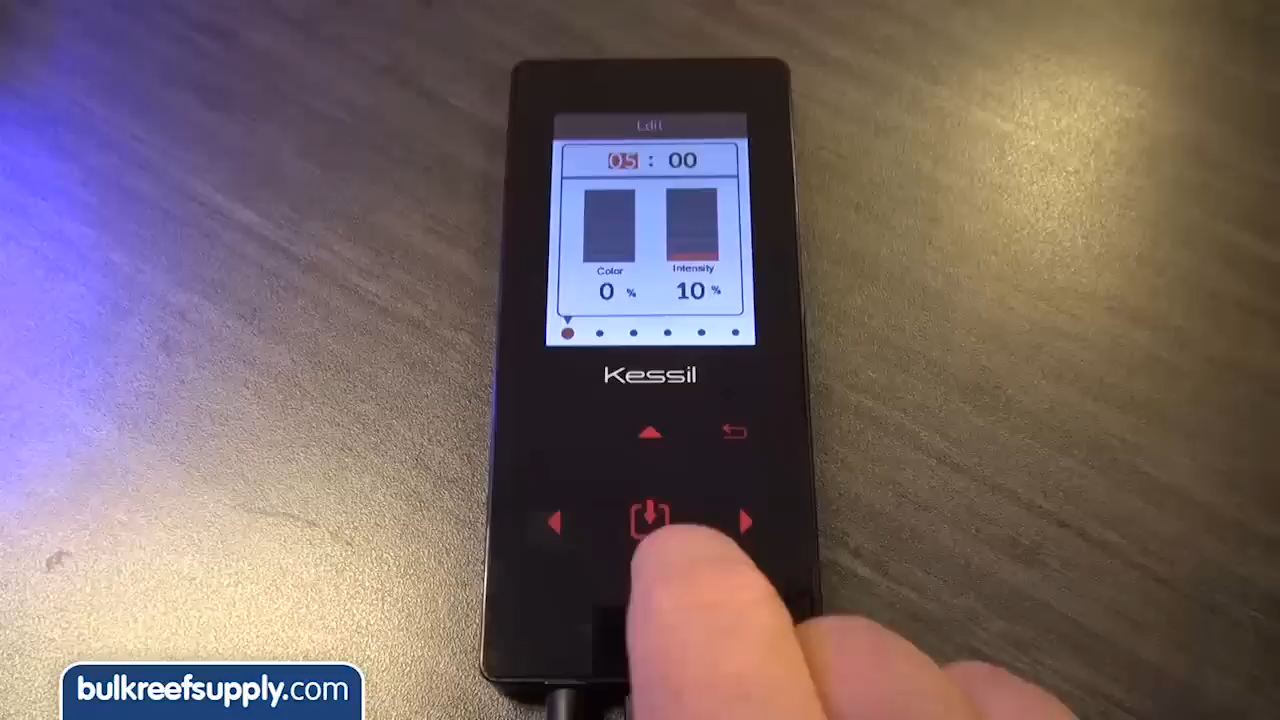 Edit
05 : 00
Color Intensity
0 % 10 %
Kessil
bulkreefsupply.com